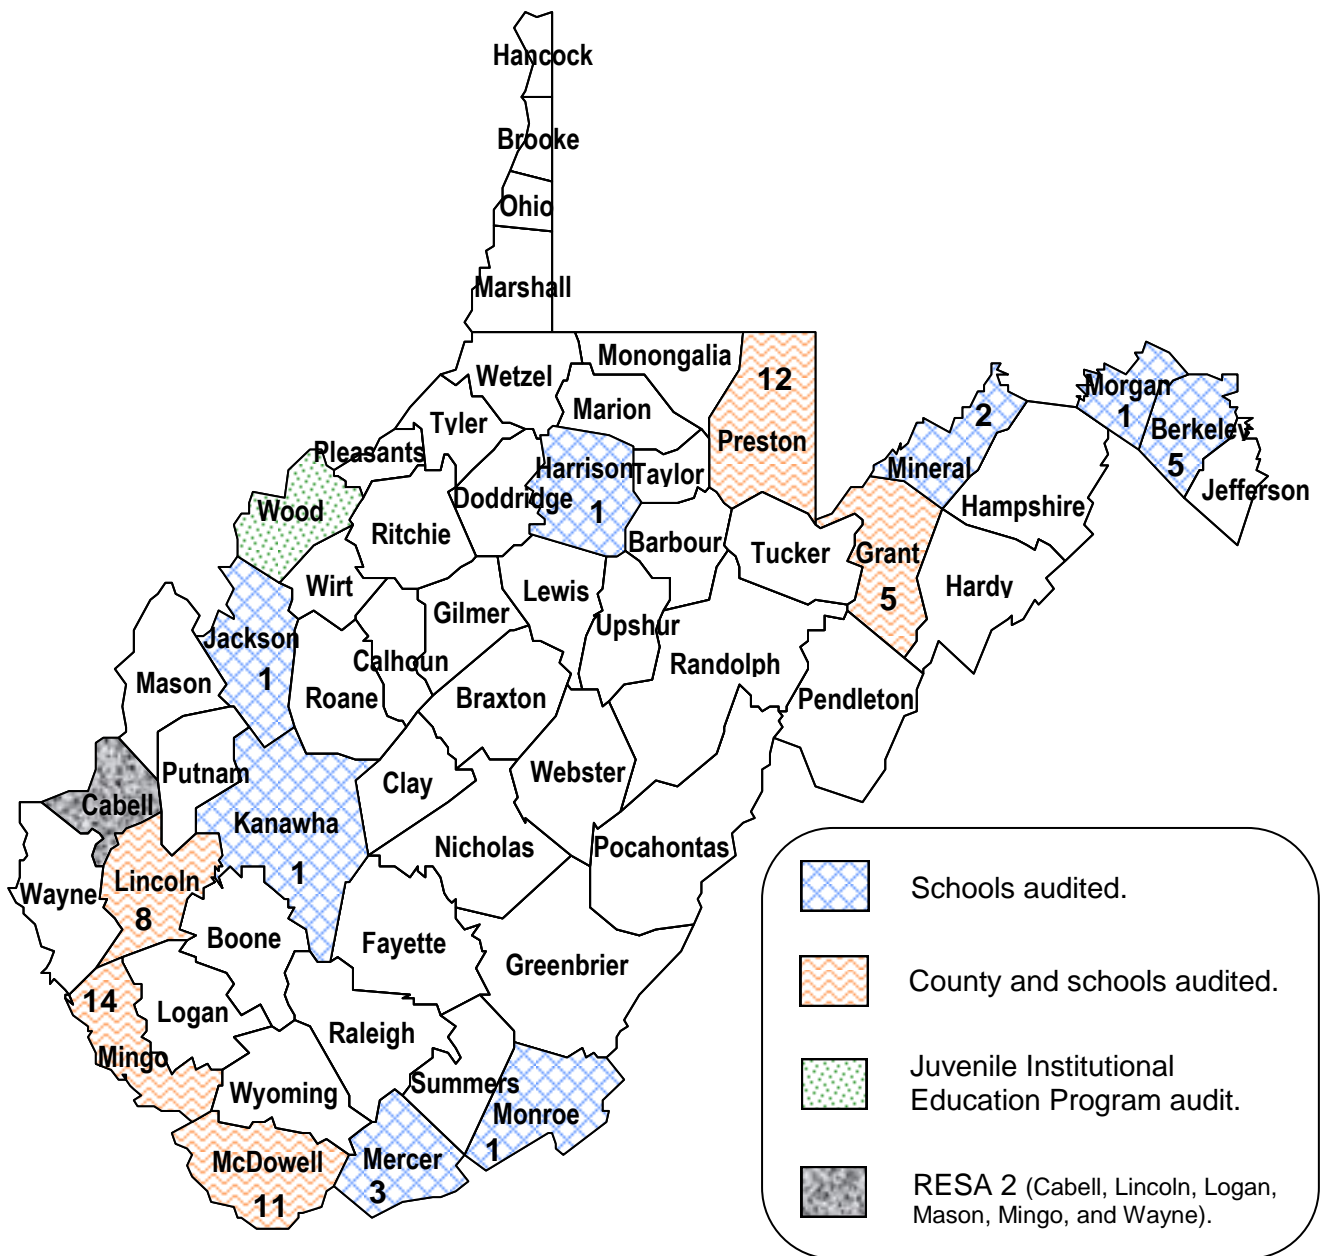 Hancock
Brooke
Ohio
Marshall
Monongalia
Wetzel
12
Morgan
Marion
1
2
Tyler
Berkeley
Preston
Pleasants
5
Harrison
Mineral
Taylor
Jefferson
Doddridge
Wood
1
Hampshire
Ritchie
Barbour
Tucker
Grant
Wirt
Lewis
Hardy
5
Gilmer
Upshur
Jackson
Calhoun
Randolph
1
Mason
Roane
Braxton
Pendleton
Putnam
Webster
Clay
Cabell
Kanawha
Nicholas
Pocahontas
1
Lincoln
Wayne
8
Boone
Fayette
Greenbrier
14
Logan
Raleigh
Mingo
Summers
Wyoming
Monroe
1
McDowell
Mercer
3
11
Schools audited.
County and schools audited.
Juvenile Institutional
Education Program audit.
RESA 2 (Cabell, Lincoln, Logan,
Mason, Mingo, and Wayne).